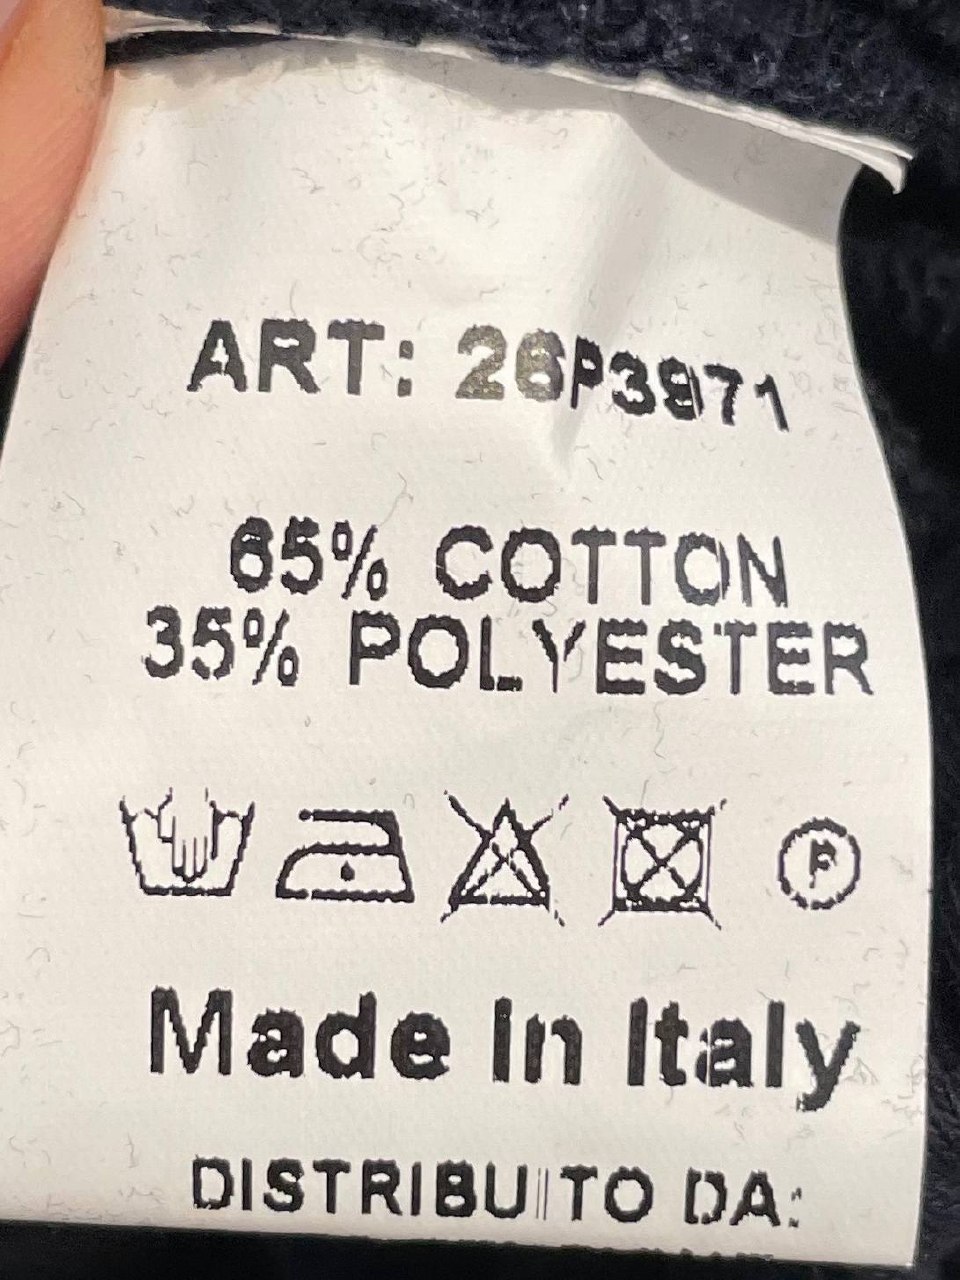 ART: 26P3971
65% COTTON
35% POLYESTER
P
Made in Italy
DISTRIBUITO DA: